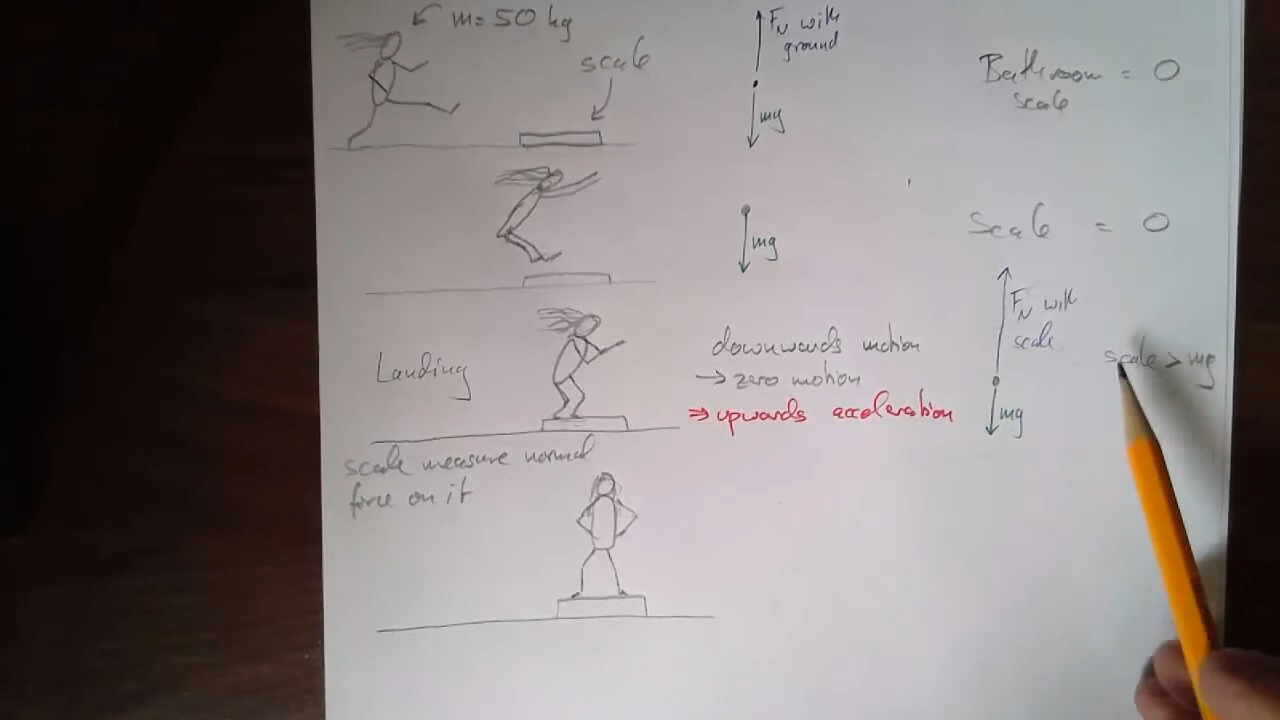 m = 50 kg
scale
F_N with
ground
mg
Bathroom = 0
scale
mg
Scale = 0
Landing
downwards motion
→ zero motion
⇒ upwards acceleration
F_N with
scale
mg
scale > mg
scale measure normal
force on it